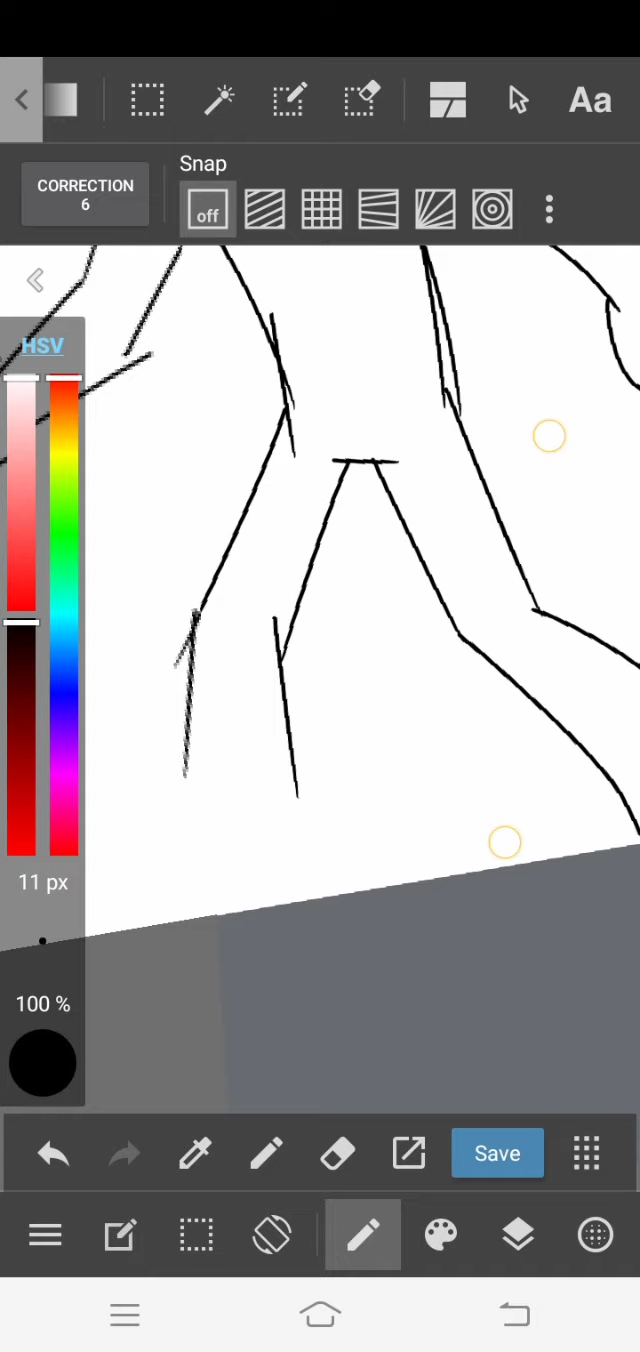 Aa
CORRECTION
6
Snap
off
HSV
11 px
100 %
Save